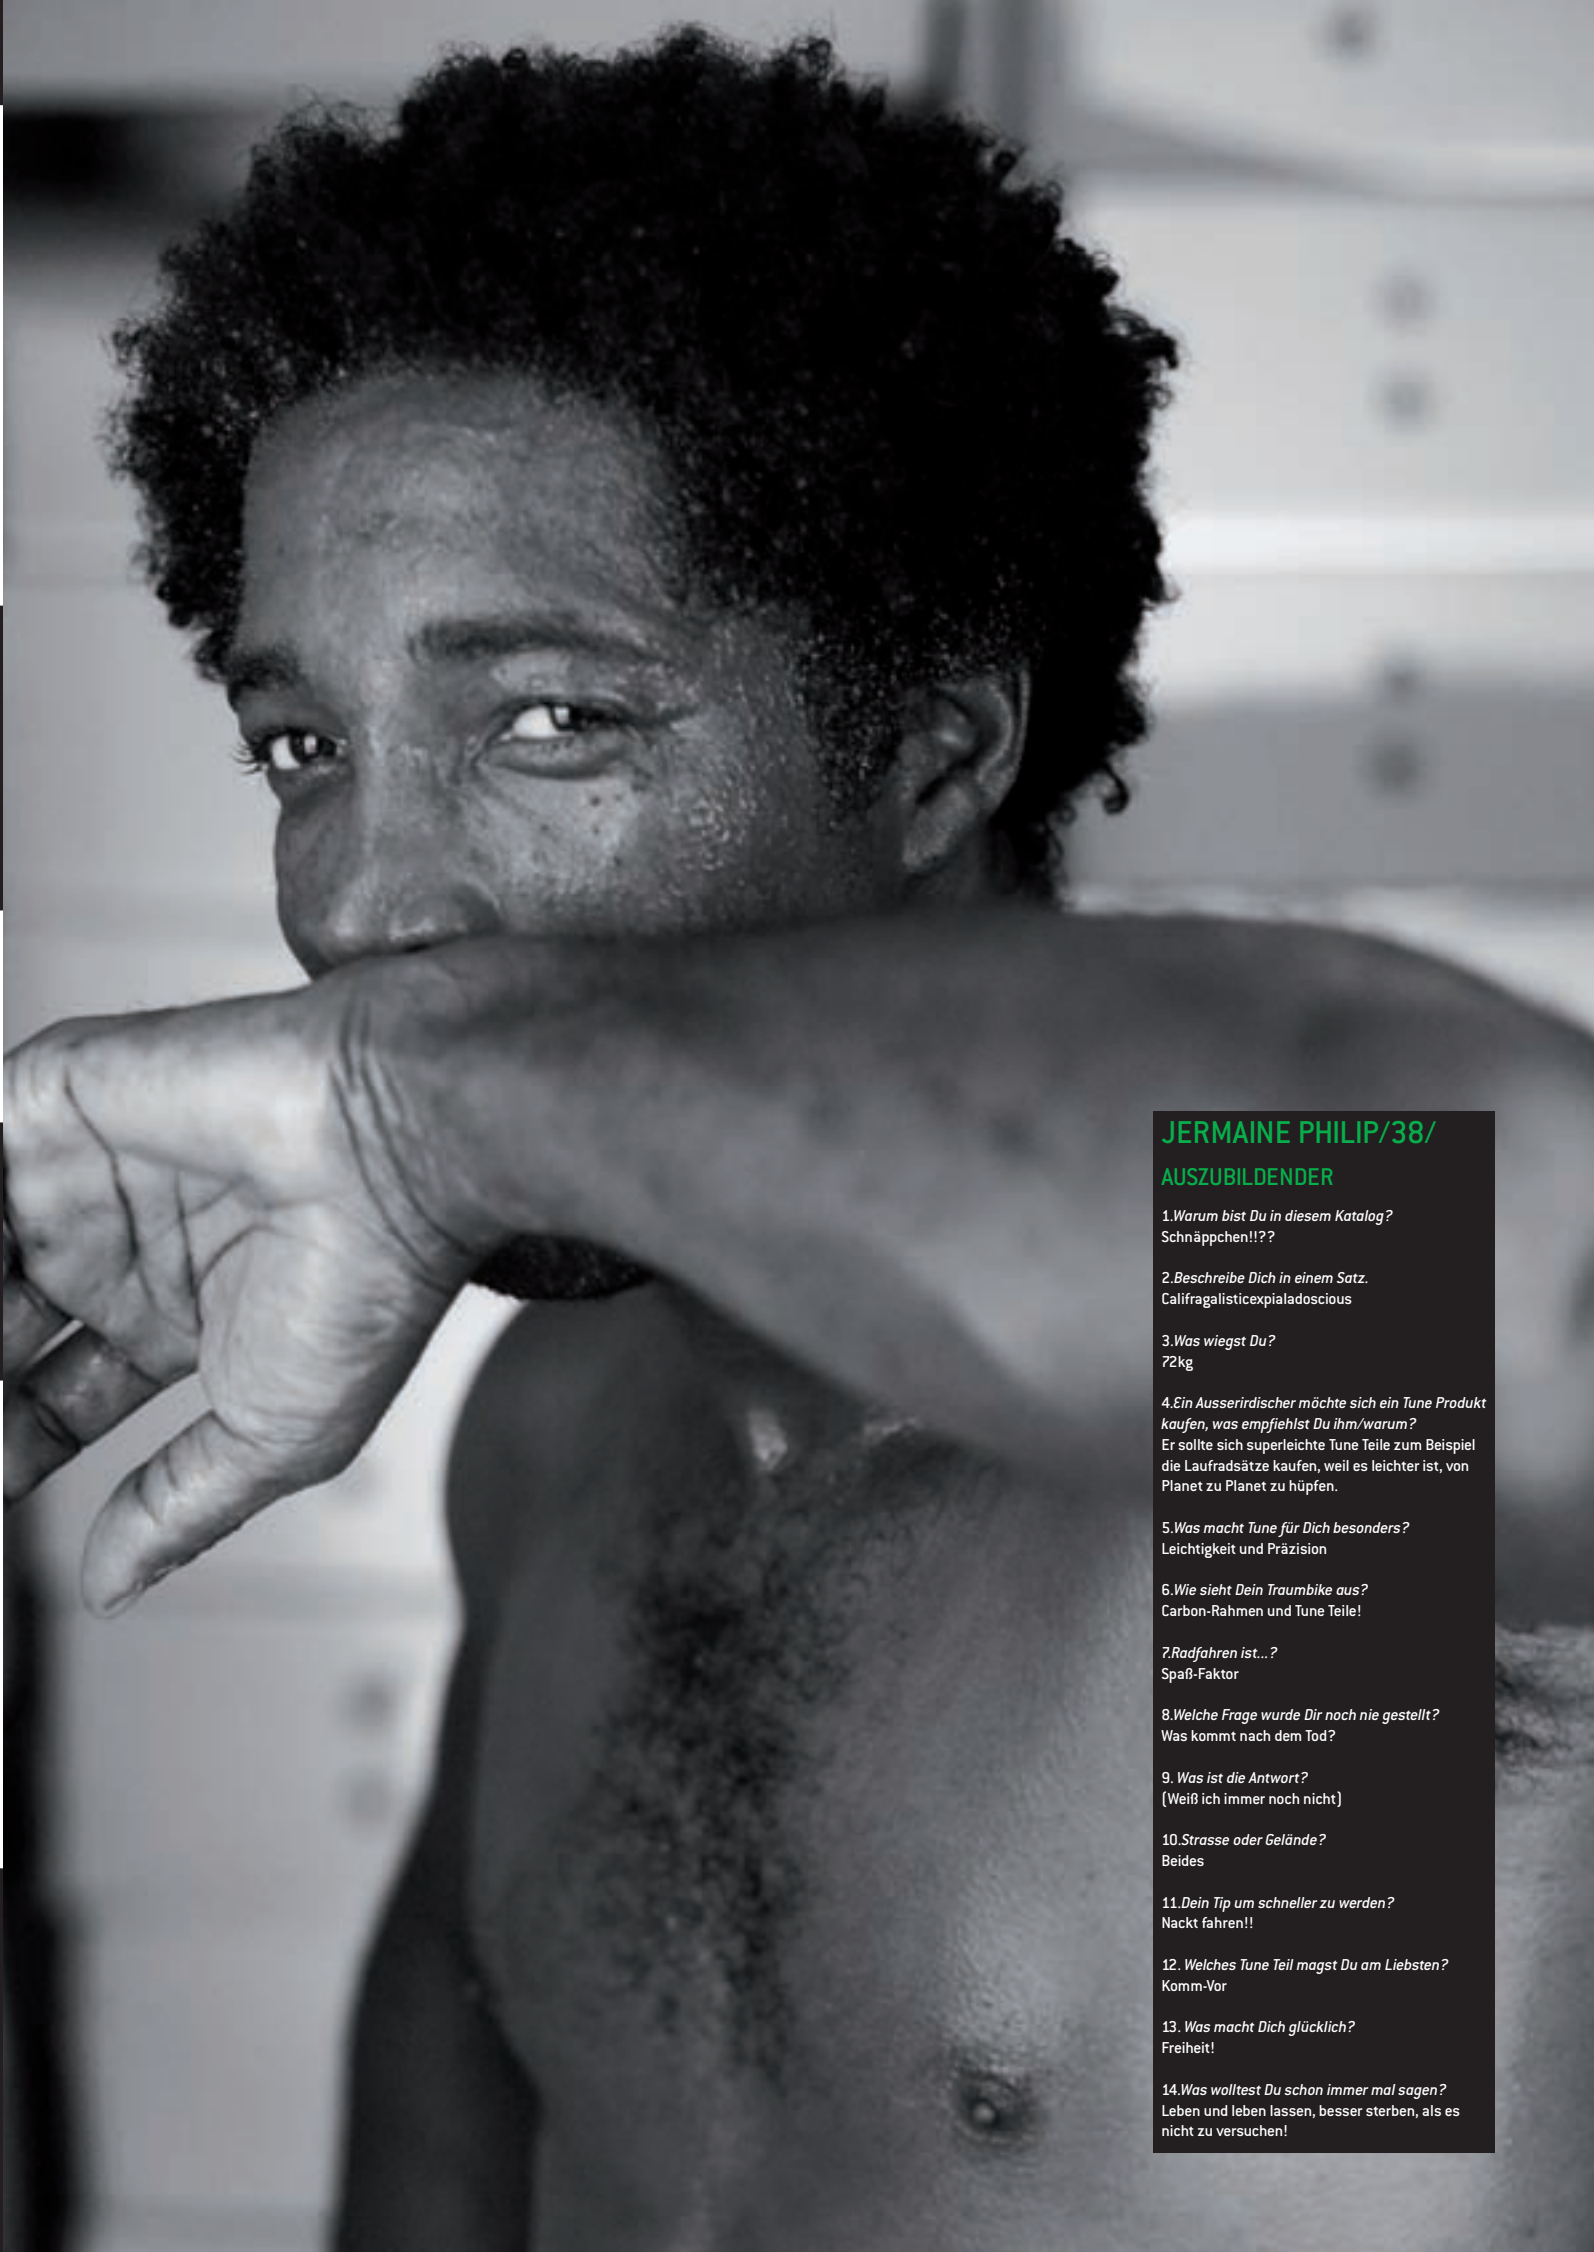 JERMAINE PHILIP/38/
AUSZUBILDENDER
1.Warum bist Du in diesem Katalog?
Schnäppchen!!??
2.Beschreibe Dich in einem Satz.
Califragalisticexpialadoscious
3.Was wiegst Du?
72kg
4.Ein Ausserirdischer möchte sich ein Tune Produkt
kaufen, was empfiehlst Du ihm/warum?
Er sollte sich superleichte Tune Teile zum Beispiel
die Laufradsätze kaufen, weil es leichter ist, von
Planet zu Planet zu hüpfen.
5.Was macht Tune für Dich besonders?
Leichtigkeit und Präzision
6.Wie sieht Dein Traumbike aus?
Carbon-Rahmen und Tune Teile!
7.Radfahren ist...?
Spaß-Faktor
8.Welche Frage wurde Dir noch nie gestellt?
Was kommt nach dem Tod?
9. Was ist die Antwort?
(Weiß ich immer noch nicht)
10.Strasse oder Gelände?
Beides
11.Dein Tip um schneller zu werden?
Nackt fahren!!
12. Welches Tune Teil magst Du am Liebsten?
Komm-Vor
13. Was macht Dich glücklich?
Freiheit!
14.Was wolltest Du schon immer mal sagen?
Leben und leben lassen, besser sterben, als es
nicht zu versuchen!